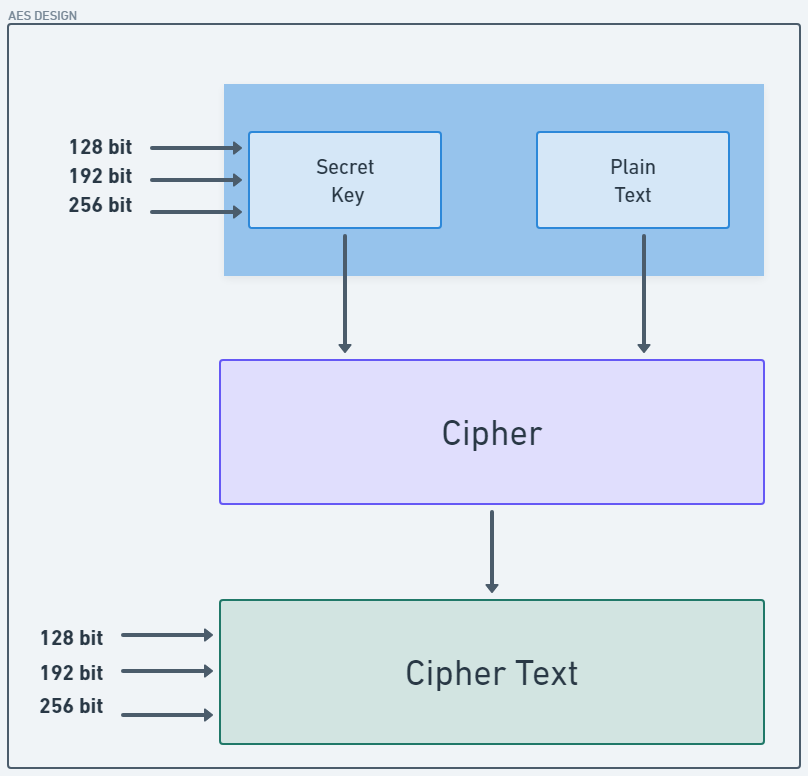 AES DESIGN
128 bit
192 bit
256 bit
Secret
Key
Plain
Text
Cipher
128 bit
192 bit
256 bit
Cipher Text